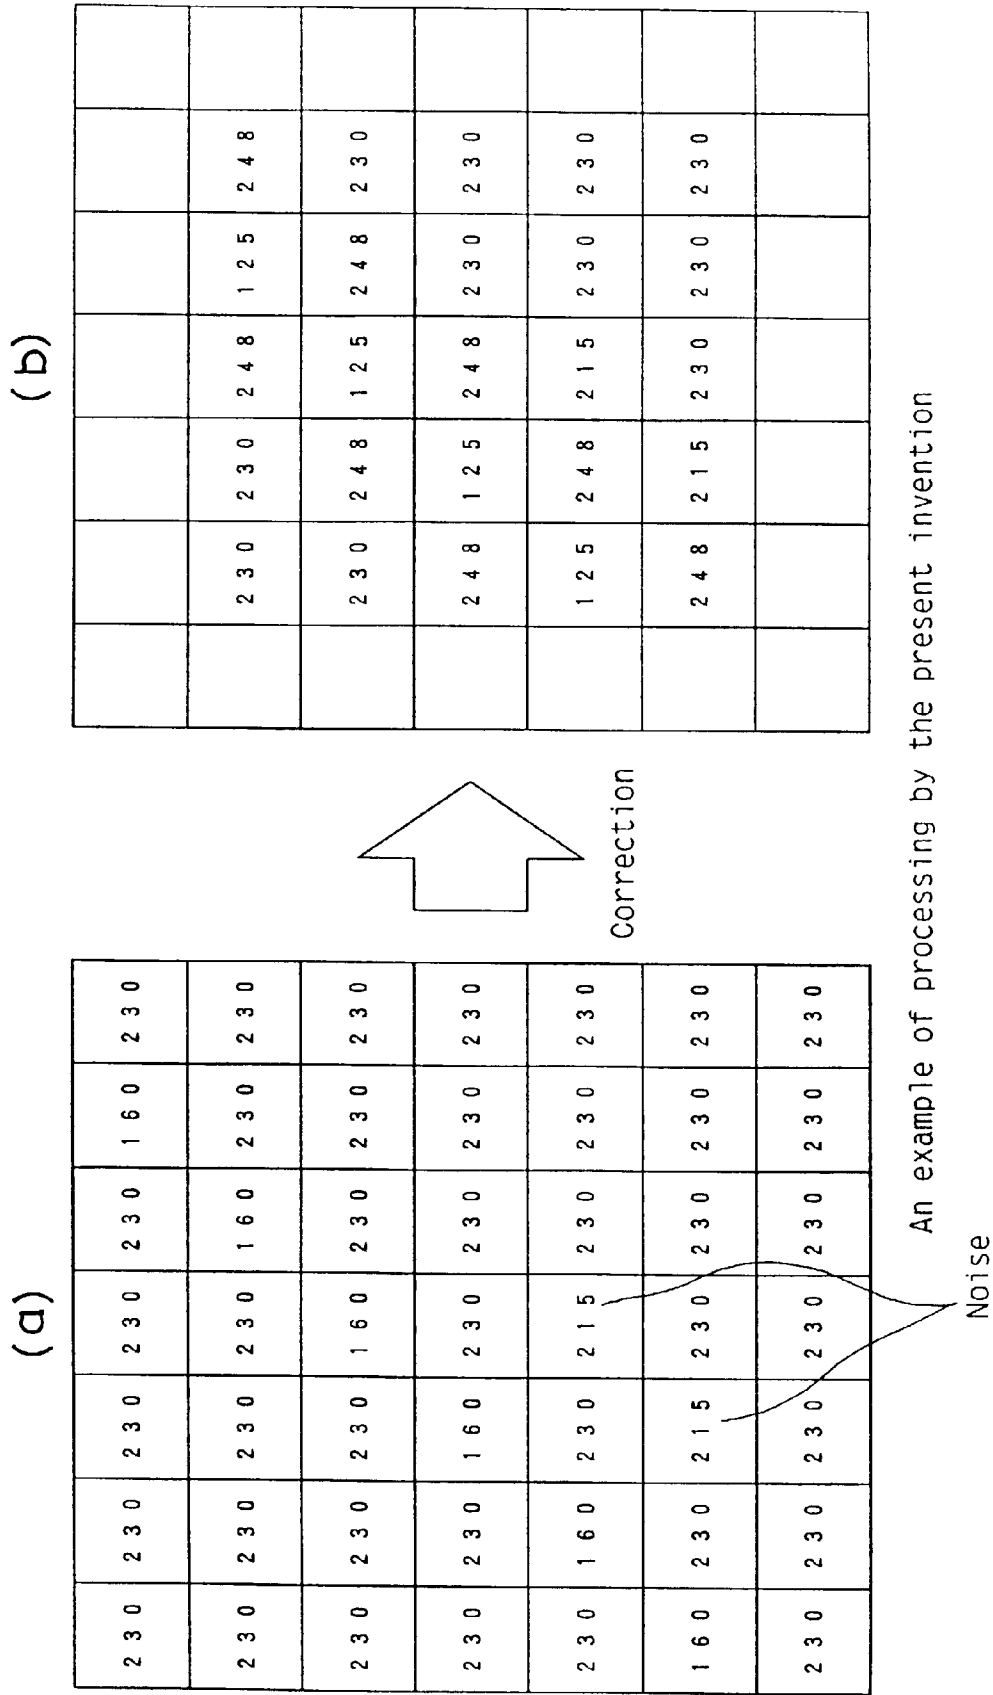 (a)
230 230 230 230 230 160 230
230 230 230 230 160 230 230
230 230 230 160 230 230 230
230 230 160 230 230 230 230
230 160 230 215 230 230 230
160 230 215 230 230 230 230
230 230 230 230 230 230 230
Noise
Correction
(b)
230 230 248 125 248
230 248 125 248 230
248 125 248 230 230
125 248 215 230 230
248 215 230 230 230
An example of processing by the present invention